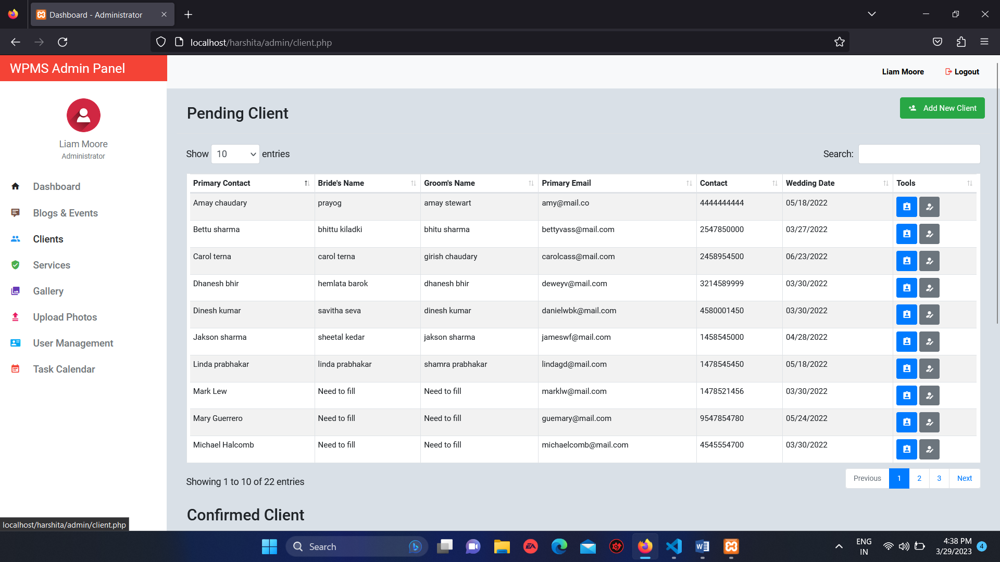 Dashboard - Administrator
localhost/harshita/admin/client.php
WPMS Admin Panel
Liam Moore
Logout
Liam Moore
Administrator
Dashboard
Blogs & Events
Clients
Services
Gallery
Upload Photos
User Management
Task Calendar
Pending Client
Add New Client
Show 10 entries
Search:
Primary Contact Bride's Name Groom's Name Primary Email Contact Wedding Date Tools
Amay chaudary prayog amay stewart amy@mail.co 4444444444 05/18/2022
Bettu sharma bhittu kiladki bhitu sharma bettyvass@mail.com 2547850000 03/27/2022
Carol terna carol terna girish chaudary carolcass@mail.com 2458954500 06/23/2022
Dhanesh bhir hemlata barok dhanesh bhir deweyv@mail.com 3214589999 03/30/2022
Dinesh kumar savitha seva dinesh kumar danielwbk@mail.com 4580001450 03/30/2022
Jakson sharma sheetal kedar jakson sharma jameswf@mail.com 1458545000 04/28/2022
Linda prabhakar linda prabhakar shamra prabhakar lindagd@mail.com 1478545450 05/18/2022
Mark Lew Need to fill Need to fill marklw@mail.com 1478521456 03/30/2022
Mary Guerrero Need to fill Need to fill guemary@mail.com 9547854780 05/24/2022
Michael Halcomb Need to fill Need to fill michaelcomb@mail.com 4545554700 03/30/2022
Showing 1 to 10 of 22 entries
Previous 1 2 3 Next
Confirmed Client
localhost/harshita/admin/client.php
Search
EA
W
ENG
IN
4:38 PM
3/29/2023
4